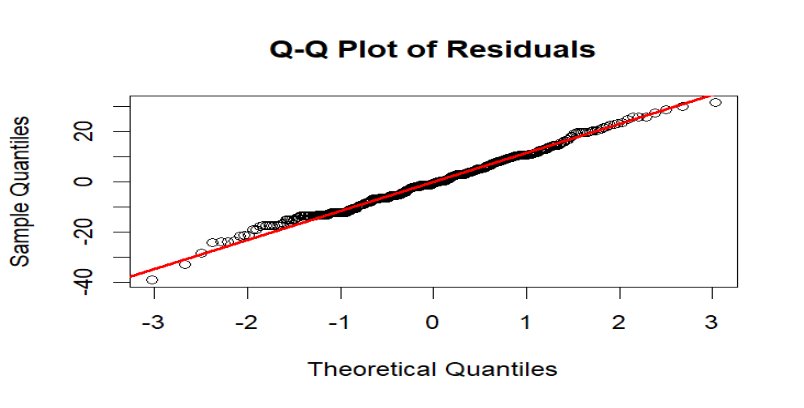 Q-Q Plot of Residuals
Sample Quantiles
20
0
-20
-40
-3 -2 -1 0 1 2 3
Theoretical Quantiles